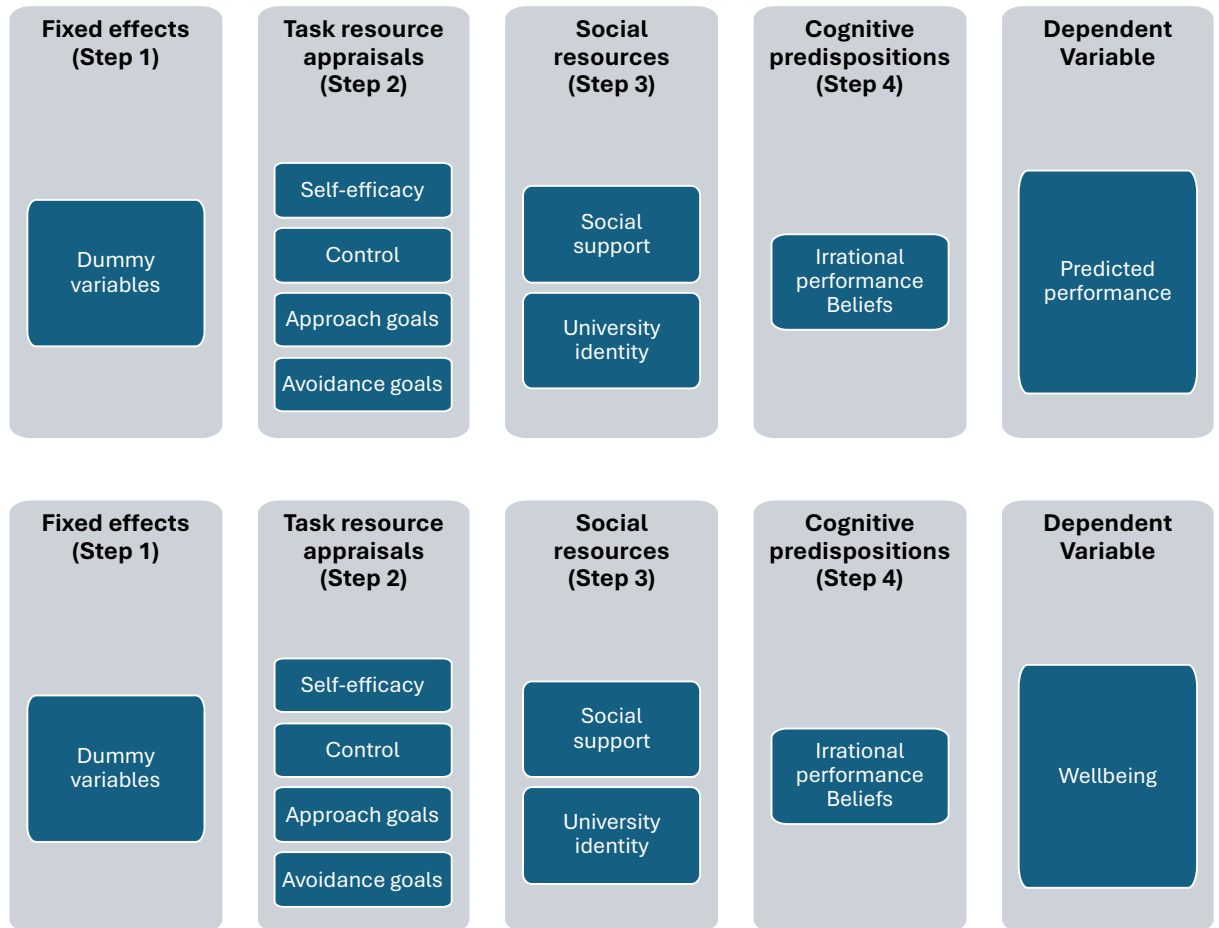 Fixed effects
(Step 1)
Dummy
variables
Task resource
appraisals
(Step 2)
Self-efficacy
Control
Approach goals
Avoidance goals
Social
resources
(Step 3)
Social
support
University
identity
Cognitive
predispositions
(Step 4)
Irrational
performance
Beliefs
Dependent
Variable
Predicted
performance
Fixed effects
(Step 1)
Dummy
variables
Task resource
appraisals
(Step 2)
Self-efficacy
Control
Approach goals
Avoidance goals
Social
resources
(Step 3)
Social
support
University
identity
Cognitive
predispositions
(Step 4)
Irrational
performance
Beliefs
Dependent
Variable
Wellbeing